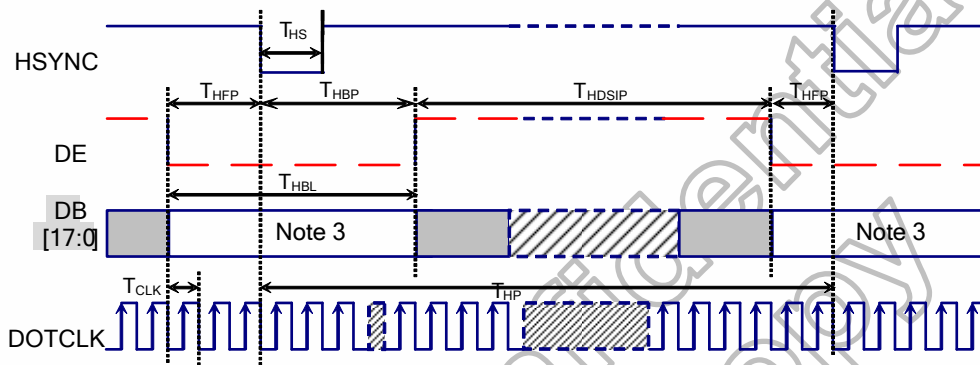 HSYNC
THS
THFP
THBP
THDSIP
THFP
DE
THBL
DB
[17:0]
Note 3
Note 3
TCLK
THP
DOTCLK